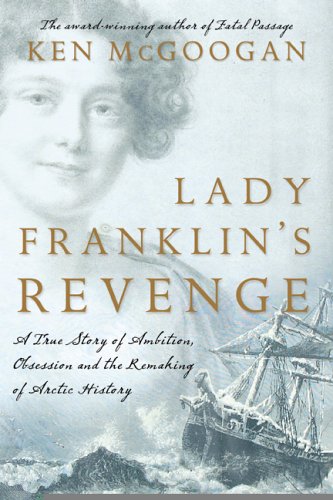 The award-winning author of Fatal Passage
KEN McGOOGAN
LADY
FRANKLIN'S
REVENGE
A True Story of Ambition,
Obsession and the Remaking
of Arctic History